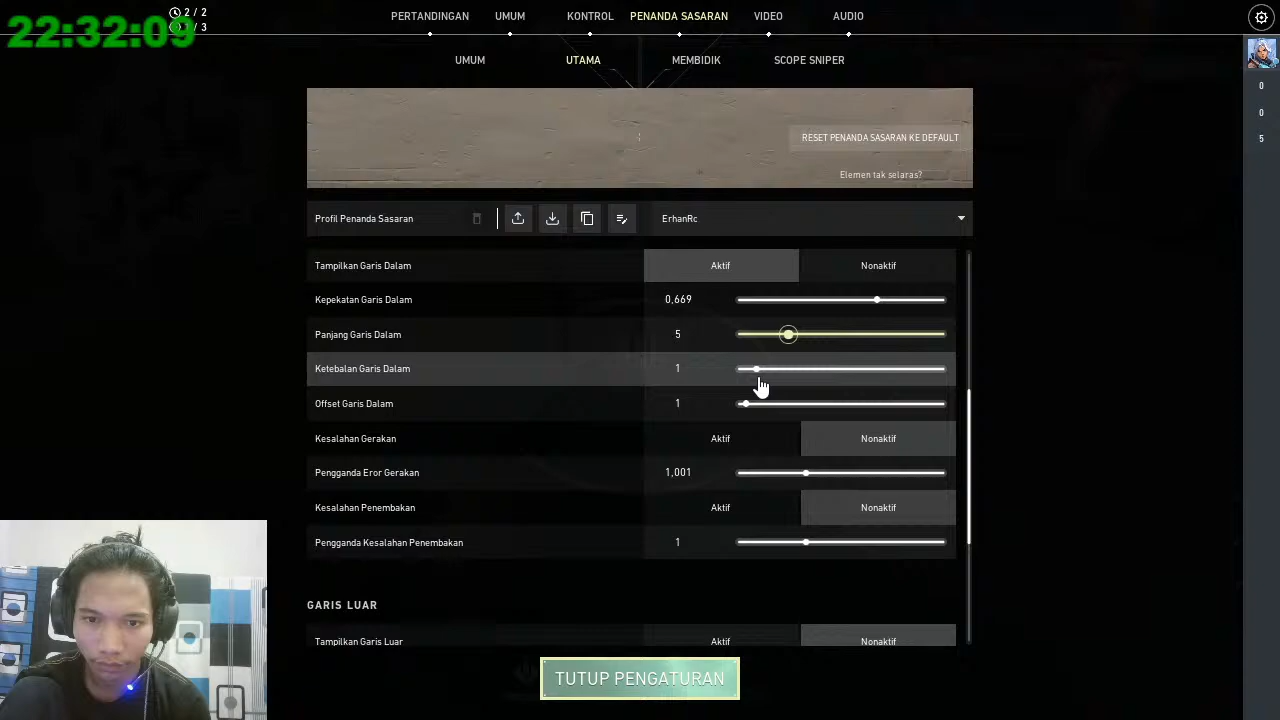 22:32:09
2 / 2
1 / 3
PERTANDINGAN
UMUM
KONTROL
PENANDA SASARAN
VIDEO
AUDIO
UMUM
UTAMA
MEMBIDIK
SCOPE SNIPER
0
0
5
RESET PENANDA SASARAN KE DEFAULT
Elemen tak selaras?
Profil Penanda Sasaran
ErhanRc
Tampilkan Garis Dalam Aktif Nonaktif
Kepekatan Garis Dalam 0,669
Panjang Garis Dalam 5
Ketebalan Garis Dalam 1
Offset Garis Dalam 1
Kesalahan Gerakan Aktif Nonaktif
Pengganda Eror Gerakan 1,001
Kesalahan Penembakan Aktif Nonaktif
Pengganda Kesalahan Penembakan 1
GARIS LUAR
Tampilkan Garis Luar Aktif Nonaktif
TUTUP PENGATURAN